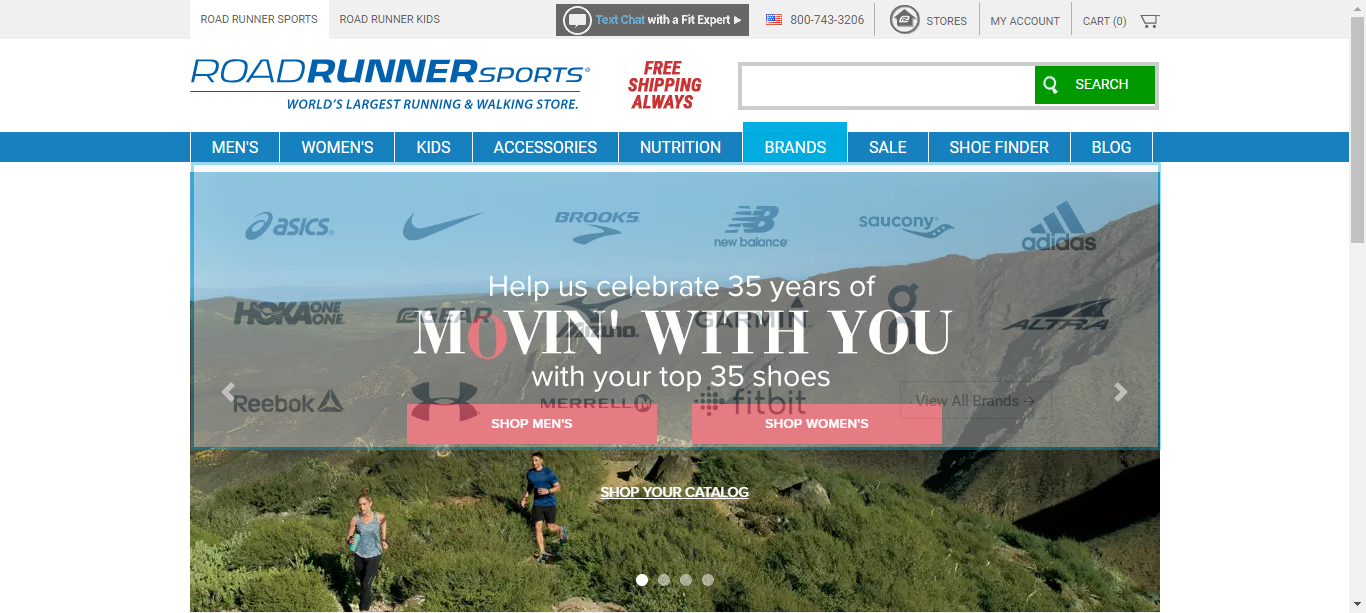 ROAD RUNNER SPORTS
ROAD RUNNER KIDS
Text Chat with a Fit Expert
800-743-3206
STORES
MY ACCOUNT
CART (0)
ROADRUNNER SPORTS
WORLD'S LARGEST RUNNING & WALKING STORE.
FREE
SHIPPING
ALWAYS
SEARCH
MEN'S
WOMEN'S
KIDS
ACCESSORIES
NUTRITION
BRANDS
SALE
SHOE FINDER
BLOG
asics
BROOKS
new balance
saucony
adidas
Help us celebrate 35 years of
HOKA ONE ONE
GEAR
MIZUNO
GARMIN
ALTRA
MOVIN' WITH YOU
with your top 35 shoes
Reebok
MERRELL
fitbit
View All Brands →
SHOP MEN'S
SHOP WOMEN'S
SHOP YOUR CATALOG